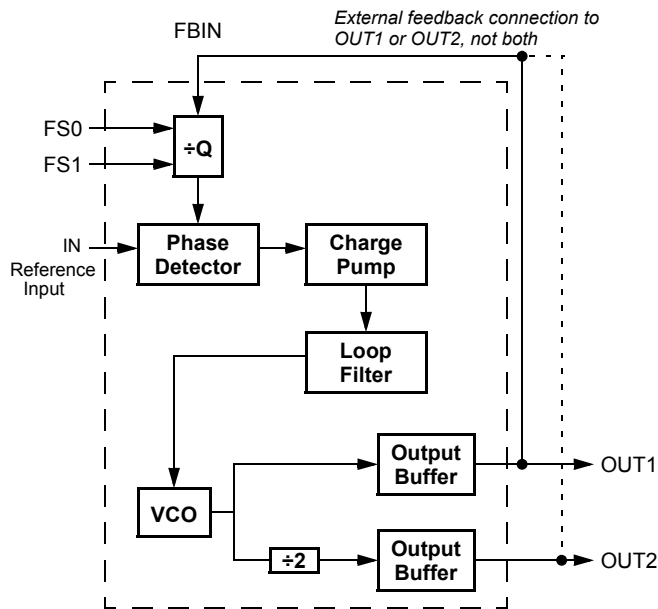 External feedback connection to
OUT1 or OUT2, not both
FBIN
FS0
FS1
÷Q
IN
Reference
Input
Phase
Detector
Charge
Pump
Loop
Filter
VCO
Output
Buffer
OUT1
÷2
Output
Buffer
OUT2